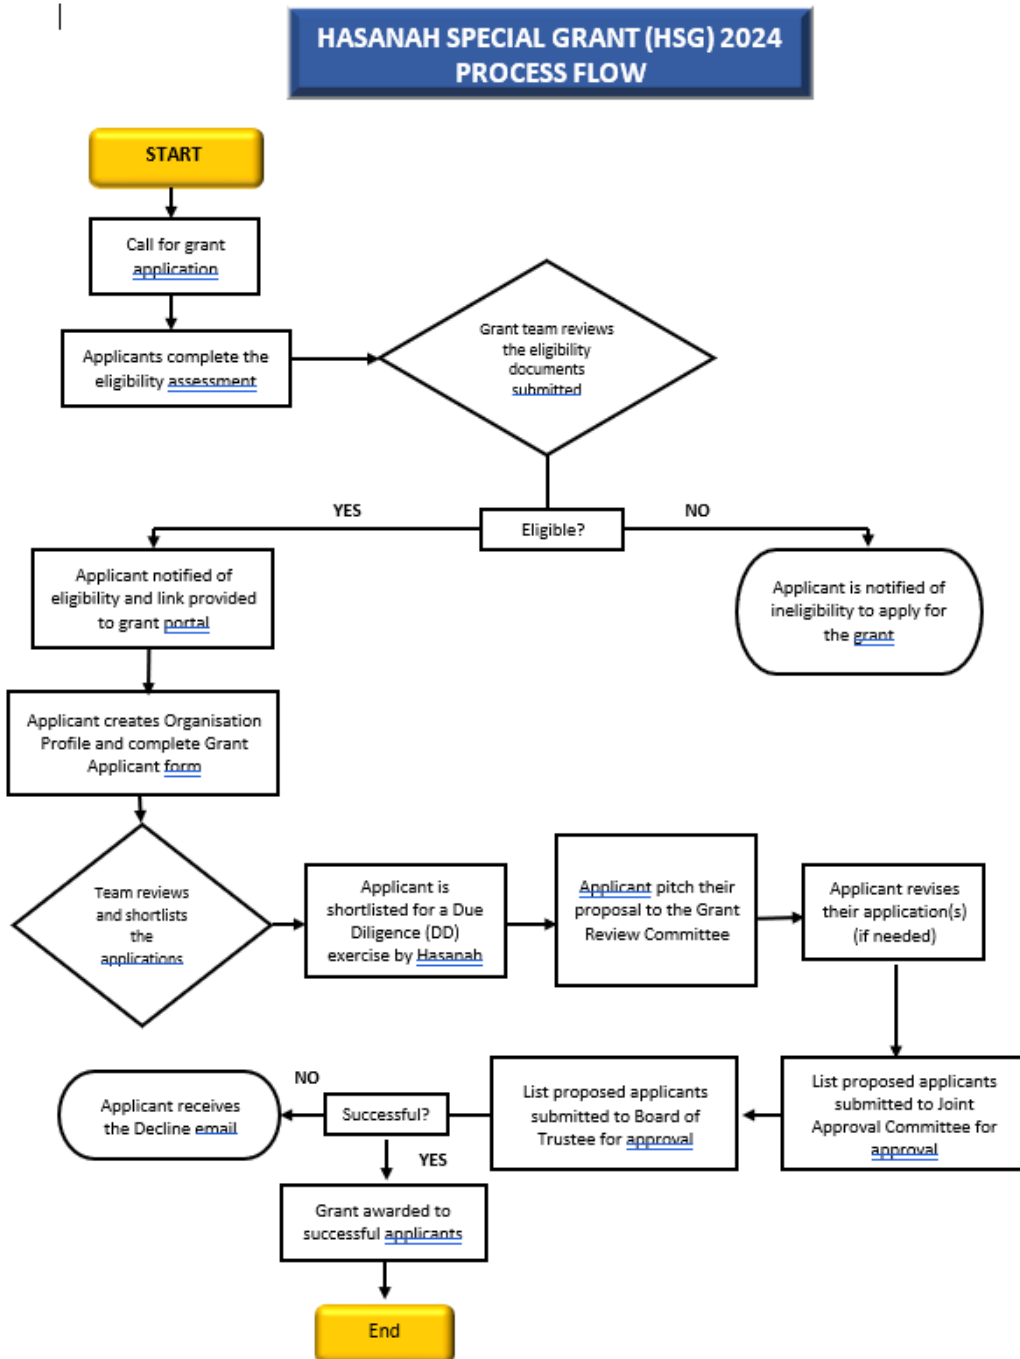 HASANAH SPECIAL GRANT (HSG) 2024
PROCESS FLOW
START
Call for grant
application
Applicants complete the
eligibility assessment
Grant team reviews
the eligibility
documents
submitted
Eligible?
YES
NO
Applicant notified of
eligibility and link provided
to grant portal
Applicant is notified of
ineligibility to apply for
the grant
Applicant creates Organisation
Profile and complete Grant
Applicant form
Team reviews
and shortlists
the
applications
Applicant is
shortlisted for a Due
Diligence (DD)
exercise by Hasanah
Applicant pitch their
proposal to the Grant
Review Committee
Applicant revises
their application(s)
(if needed)
List proposed applicants
submitted to Joint
Approval Committee for
approval
List proposed applicants
submitted to Board of
Trustee for approval
Successful?
NO
Applicant receives
the Decline email
YES
Grant awarded to
successful applicants
End